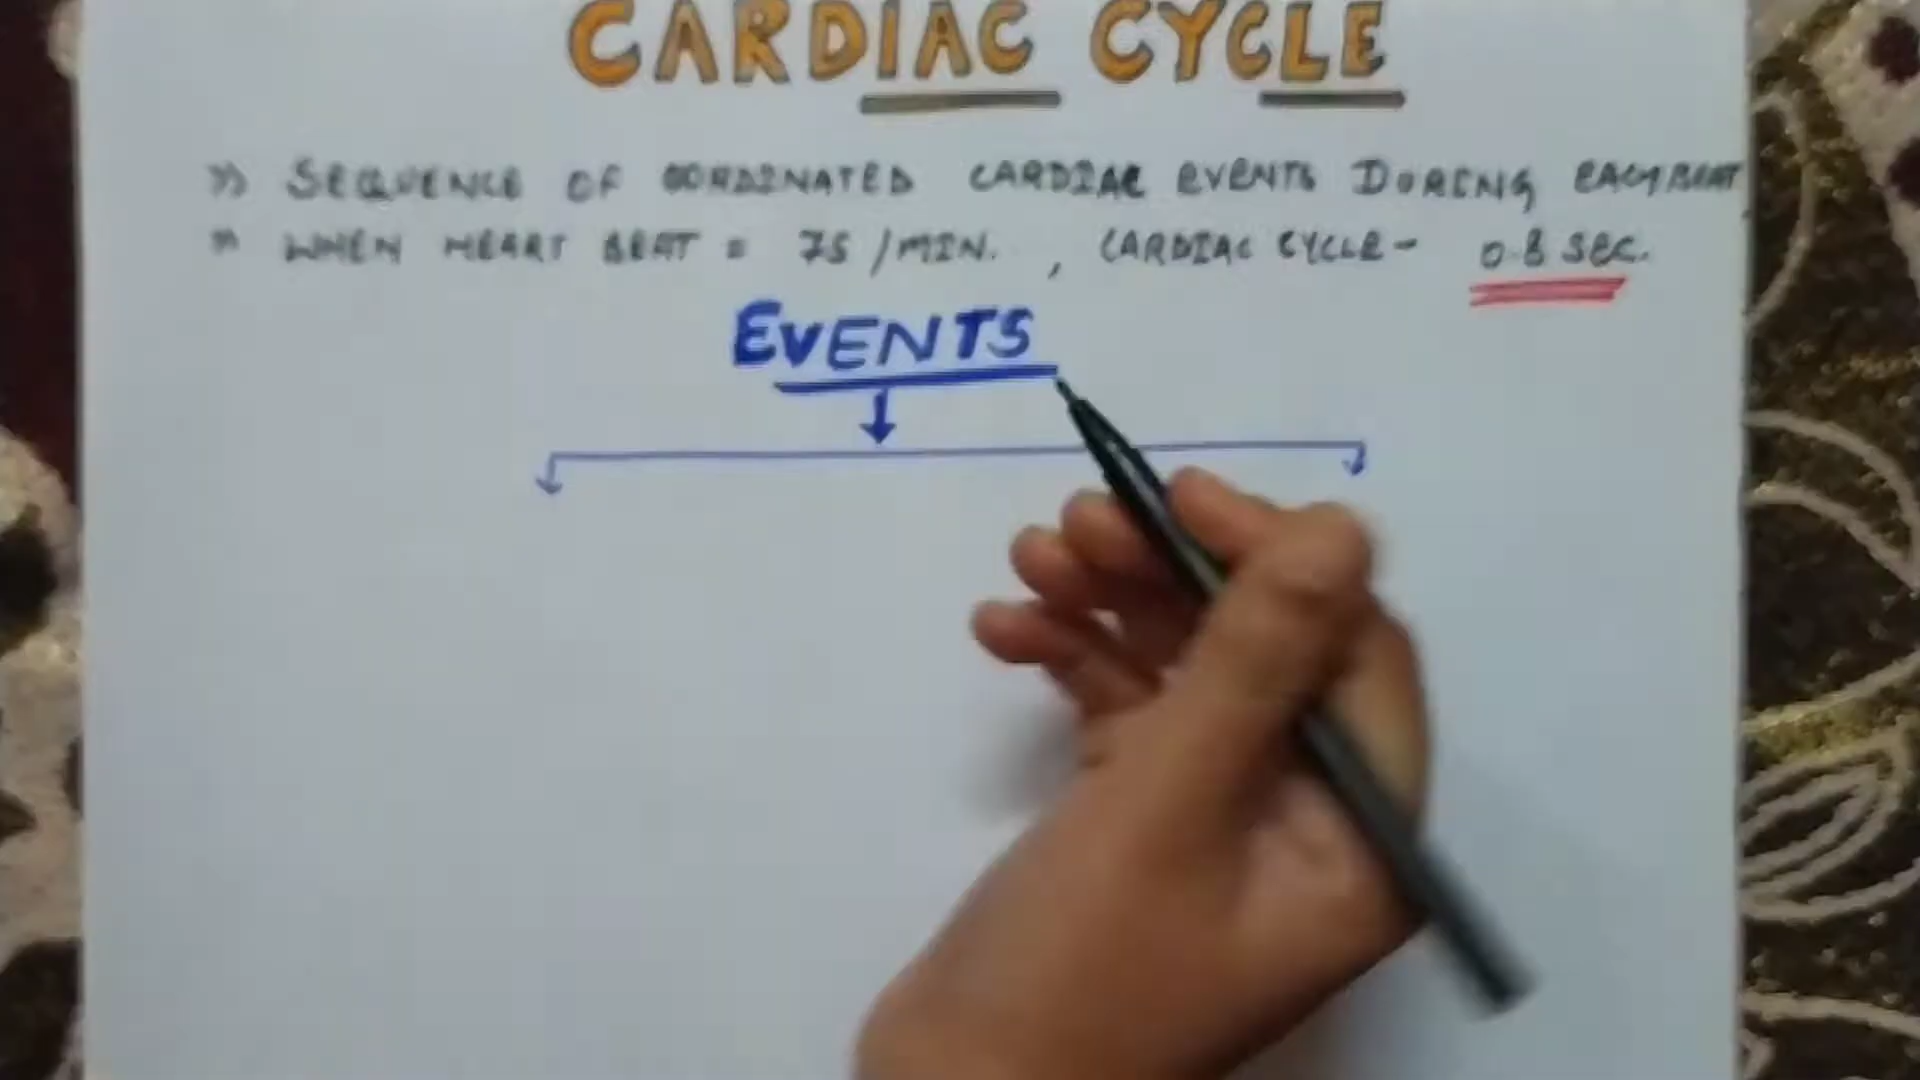 CARDIAC CYCLE
» SEQUENCE OF OORDINATED CARDIAC EVENTS DURING EACH BEAT
» WHEN HEART BEAT = 75 /MIN. , CARDIAC CYCLE - 0.8 SEC.
EVENTS